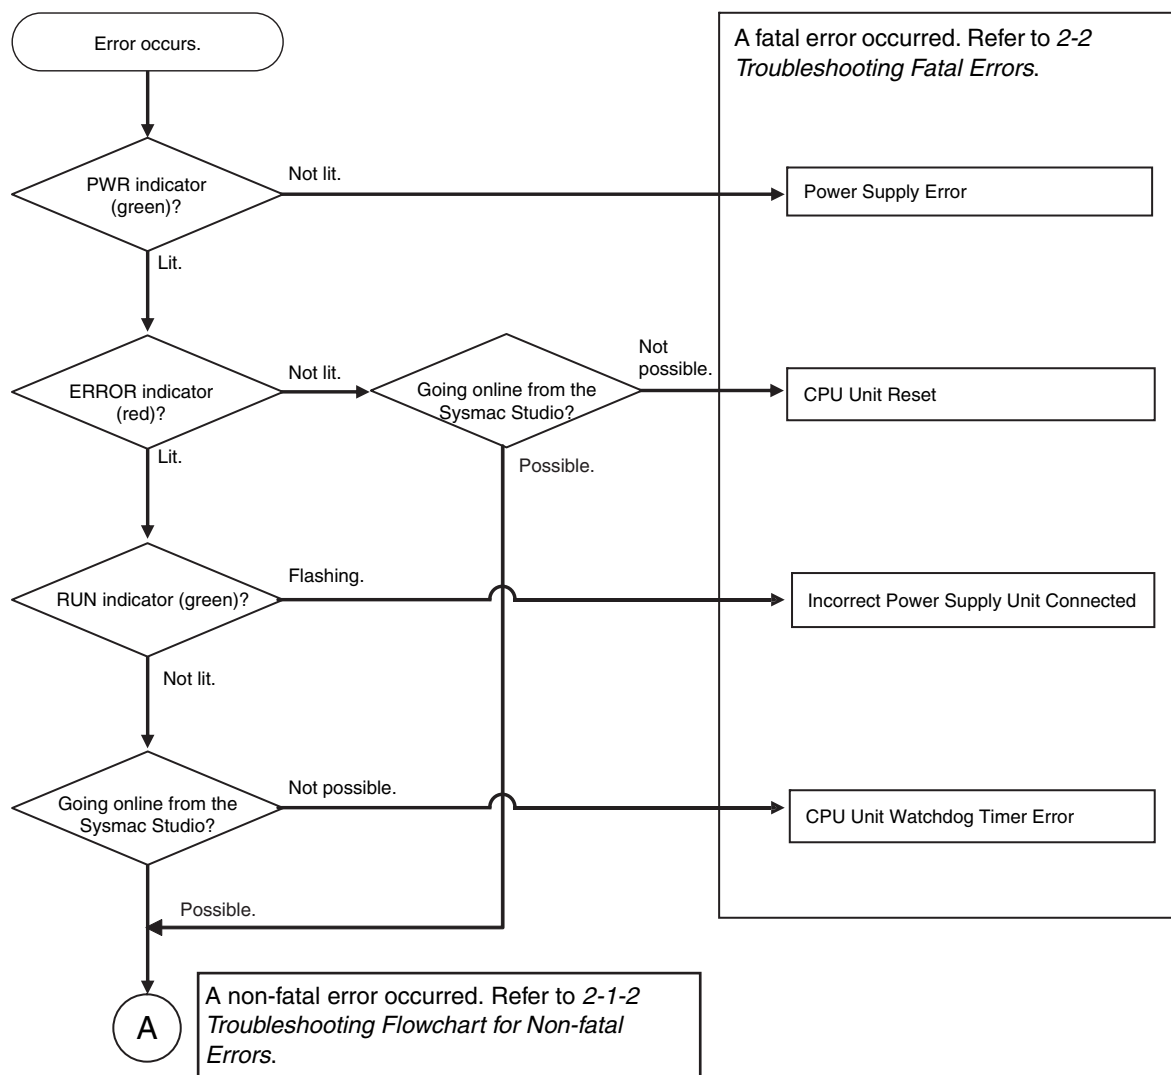 Error occurs.
A fatal error occurred. Refer to 2-2
Troubleshooting Fatal Errors.
PWR indicator
(green)?
Not lit.
Power Supply Error
Lit.
ERROR indicator
(red)?
Not lit.
Going online from the
Sysmac Studio?
Not
possible.
CPU Unit Reset
Lit.
Possible.
RUN indicator (green)?
Flashing.
Incorrect Power Supply Unit Connected
Not lit.
Going online from the
Sysmac Studio?
Not possible.
CPU Unit Watchdog Timer Error
Possible.
A
A non-fatal error occurred. Refer to 2-1-2
Troubleshooting Flowchart for Non-fatal
Errors.